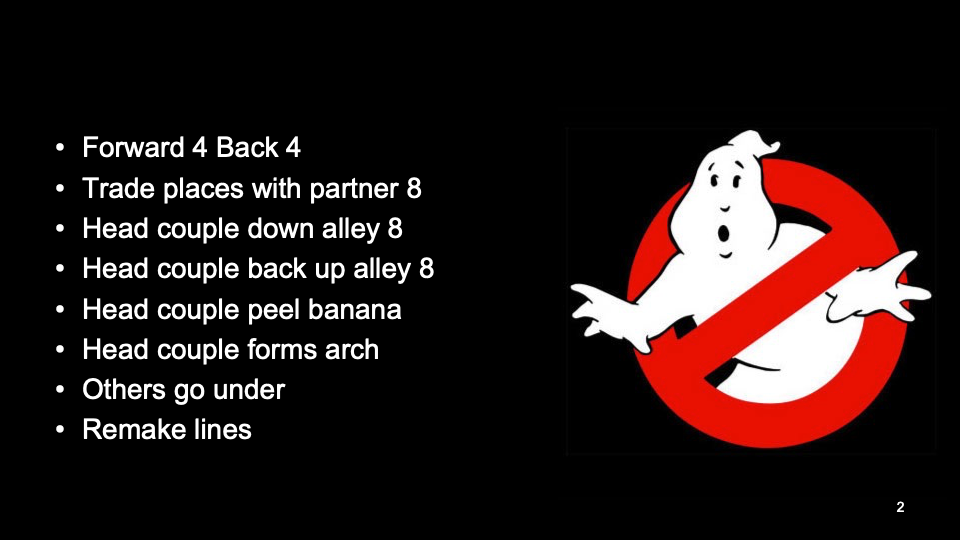 • Forward 4 Back 4
• Trade places with partner 8
• Head couple down alley 8
• Head couple back up alley 8
• Head couple peel banana
• Head couple forms arch
• Others go under
• Remake lines
2